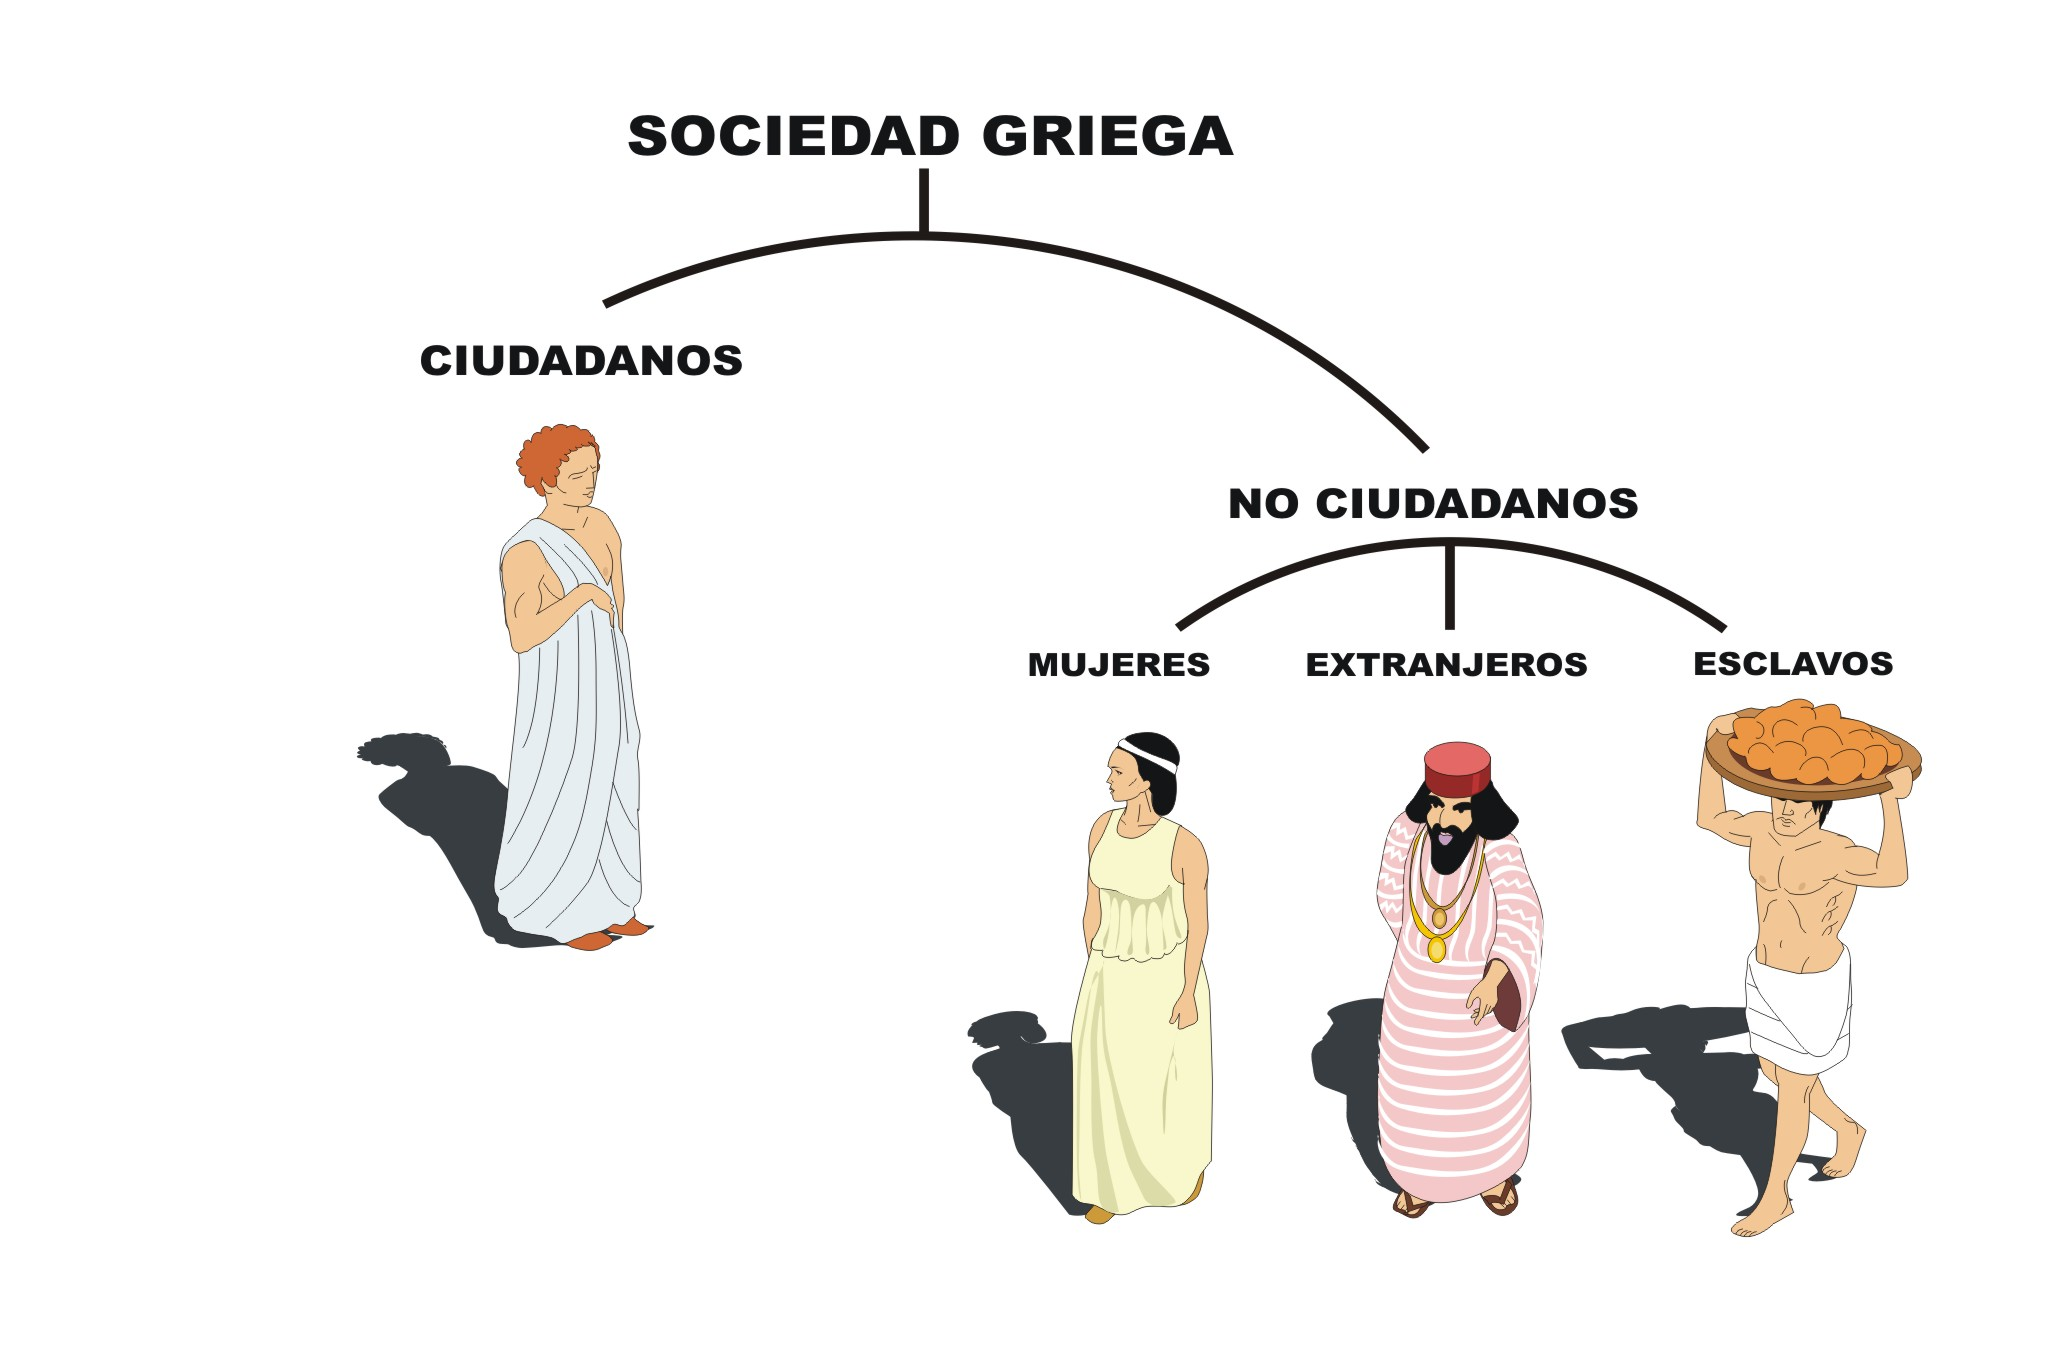 SOCIEDAD GRIEGA
CIUDADANOS
NO CIUDADANOS
MUJERES
EXTRANJEROS
ESCLAVOS